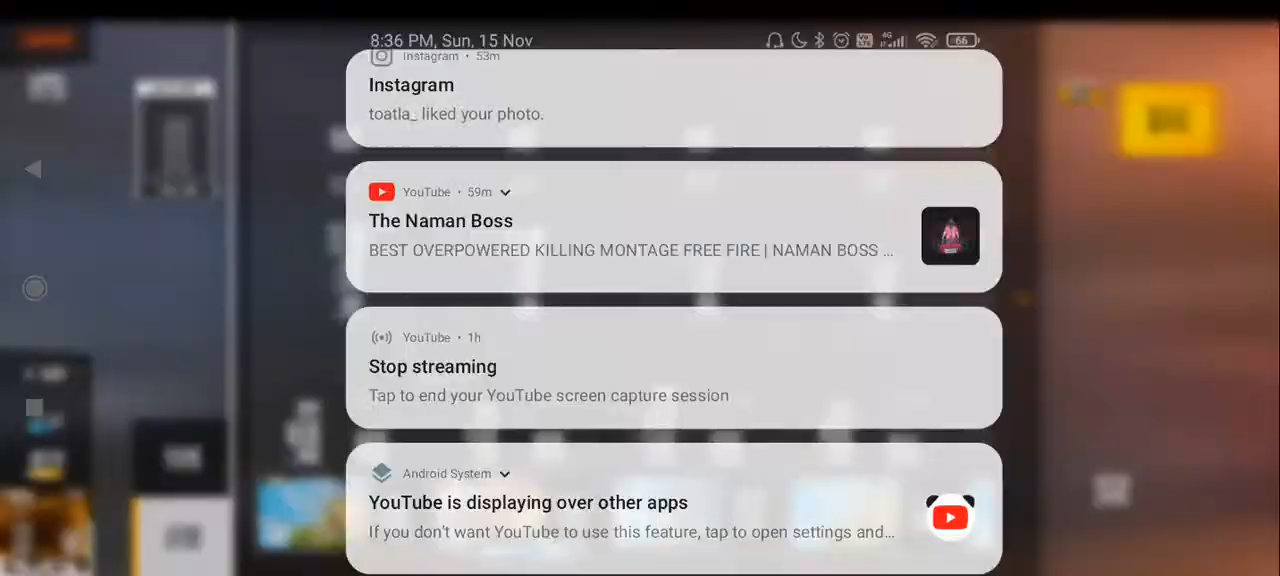 8:36 PM, Sun, 15 Nov
4G
66
Instagram • 53m
Instagram
toatla_ liked your photo.
YouTube • 59m
The Naman Boss
BEST OVERPOWERED KILLING MONTAGE FREE FIRE | NAMAN BOSS ...
YouTube • 1h
Stop streaming
Tap to end your YouTube screen capture session
Android System
YouTube is displaying over other apps
If you don't want YouTube to use this feature, tap to open settings and...